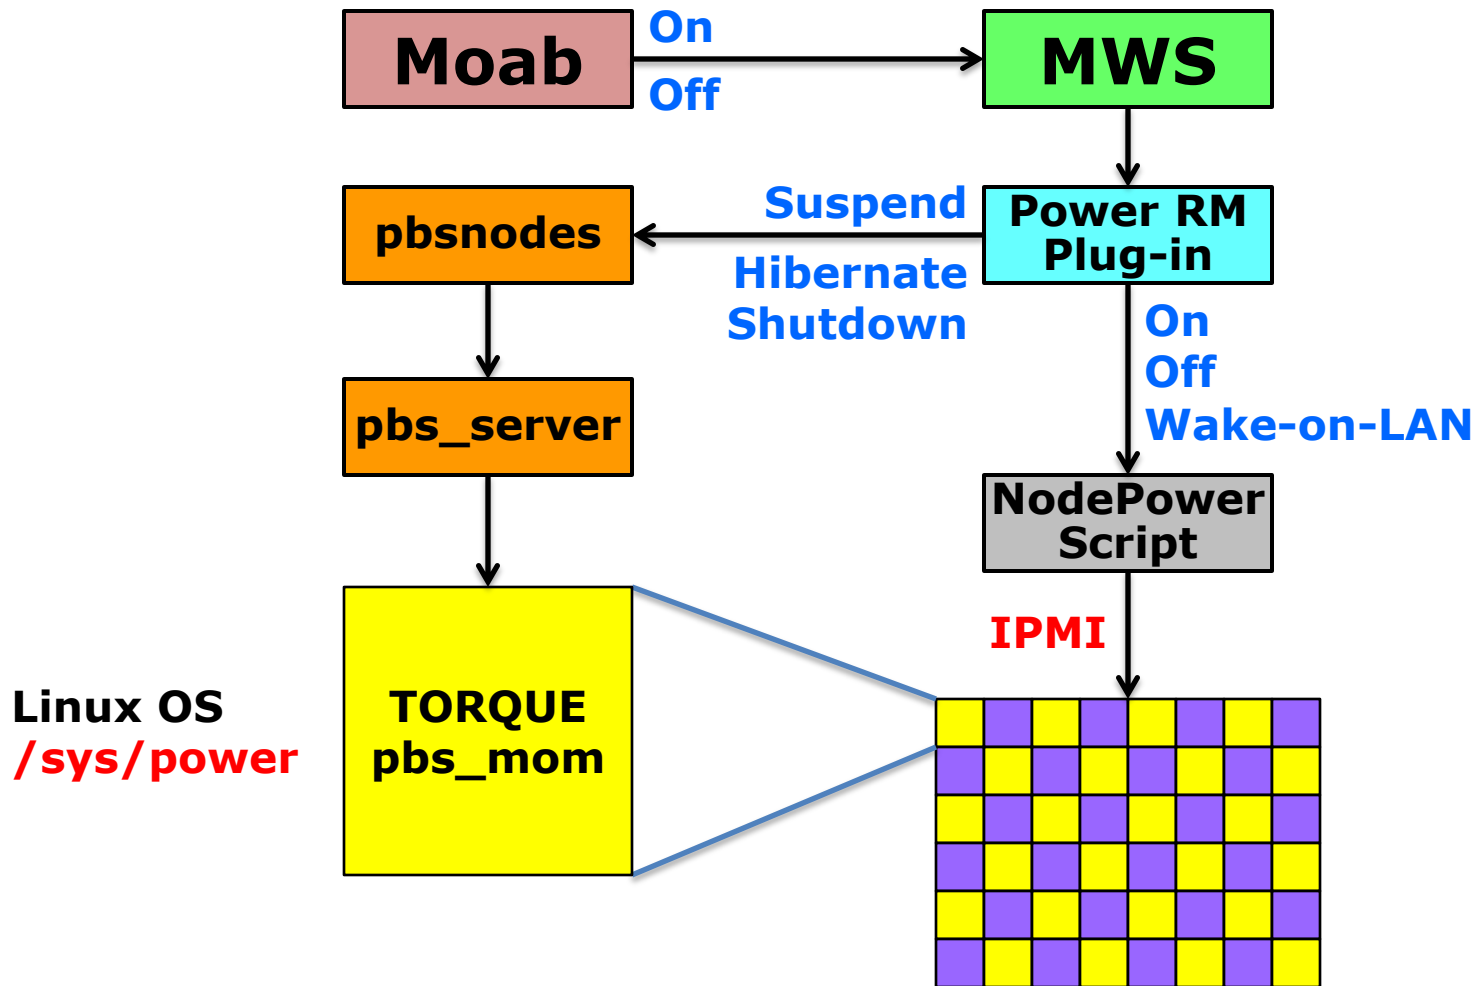 Moab
On
Off
MWS
pbsnodes
Suspend
Hibernate
Shutdown
Power RM
Plug-in
On
Off
Wake-on-LAN
pbs_server
NodePower
Script
IPMI
Linux OS
/sys/power
TORQUE
pbs_mom